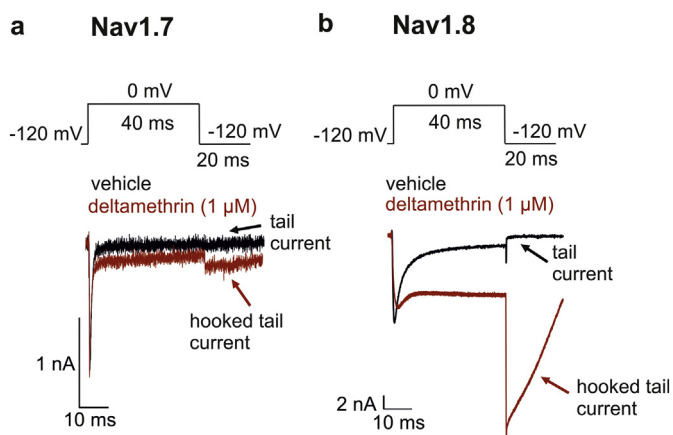 a Nav1.7
0 mV
40 ms
-120 mV
-120 mV
20 ms
vehicle
deltamethrin (1 µM)
tail
current
hooked tail
current
1 nA
10 ms
b Nav1.8
0 mV
40 ms
-120 mV
-120 mV
20 ms
vehicle
deltamethrin (1 µM)
tail
current
hooked tail
current
2 nA
10 ms